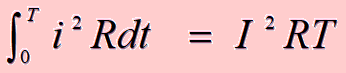 ∫₀ᵀ i² Rdt = I² RT